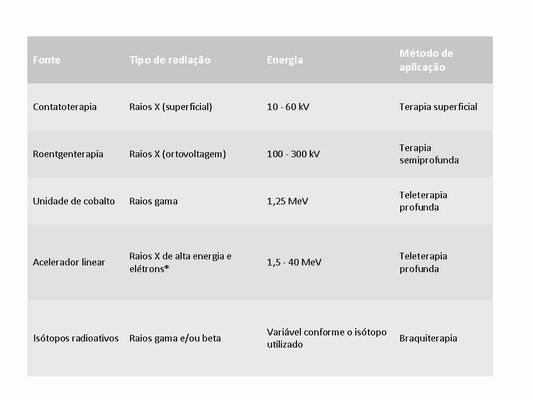 Fonte Tipo de radiação Energia Método de
aplicação
Contatoterapia Raios X (superficial) 10 - 60 kV Terapia superficial
Roentgenterapia Raios X (ortovoltagem) 100 - 300 kV Terapia
semiprofunda
Unidade de cobalto Raios gama 1,25 MeV Teleterapia
profunda
Acelerador linear Raios X de alta energia e
elétrons* 1,5 - 40 MeV Teleterapia
profunda
Isótopos radioativos Raios gama e/ou beta Variável conforme o isótopo
utilizado Braquiterapia